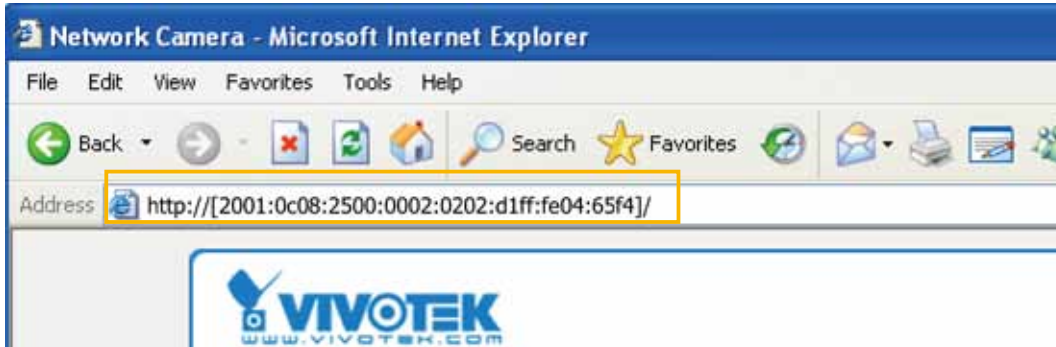 Network Camera - Microsoft Internet Explorer
File Edit View Favorites Tools Help
Back Search Favorites
Address http://[2001:0c08:2500:0002:0202:d1ff:fe04:65f4]/
VIVOTEK
www.vivotek.com